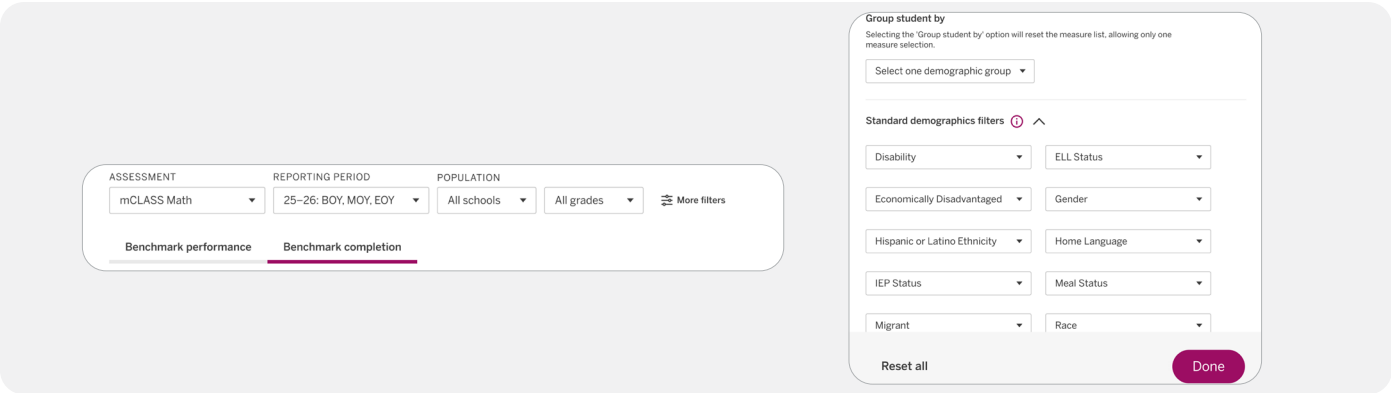 ASSESSMENT
REPORTING PERIOD
POPULATION
mCLASS Math
25–26: BOY, MOY, EOY
All schools
All grades
More filters
Benchmark performance
Benchmark completion
Group student by
Selecting the 'Group student by' option will reset the measure list, allowing only one
measure selection.
Select one demographic group
Standard demographics filters
Disability
ELL Status
Economically Disadvantaged
Gender
Hispanic or Latino Ethnicity
Home Language
IEP Status
Meal Status
Migrant
Race
Reset all
Done